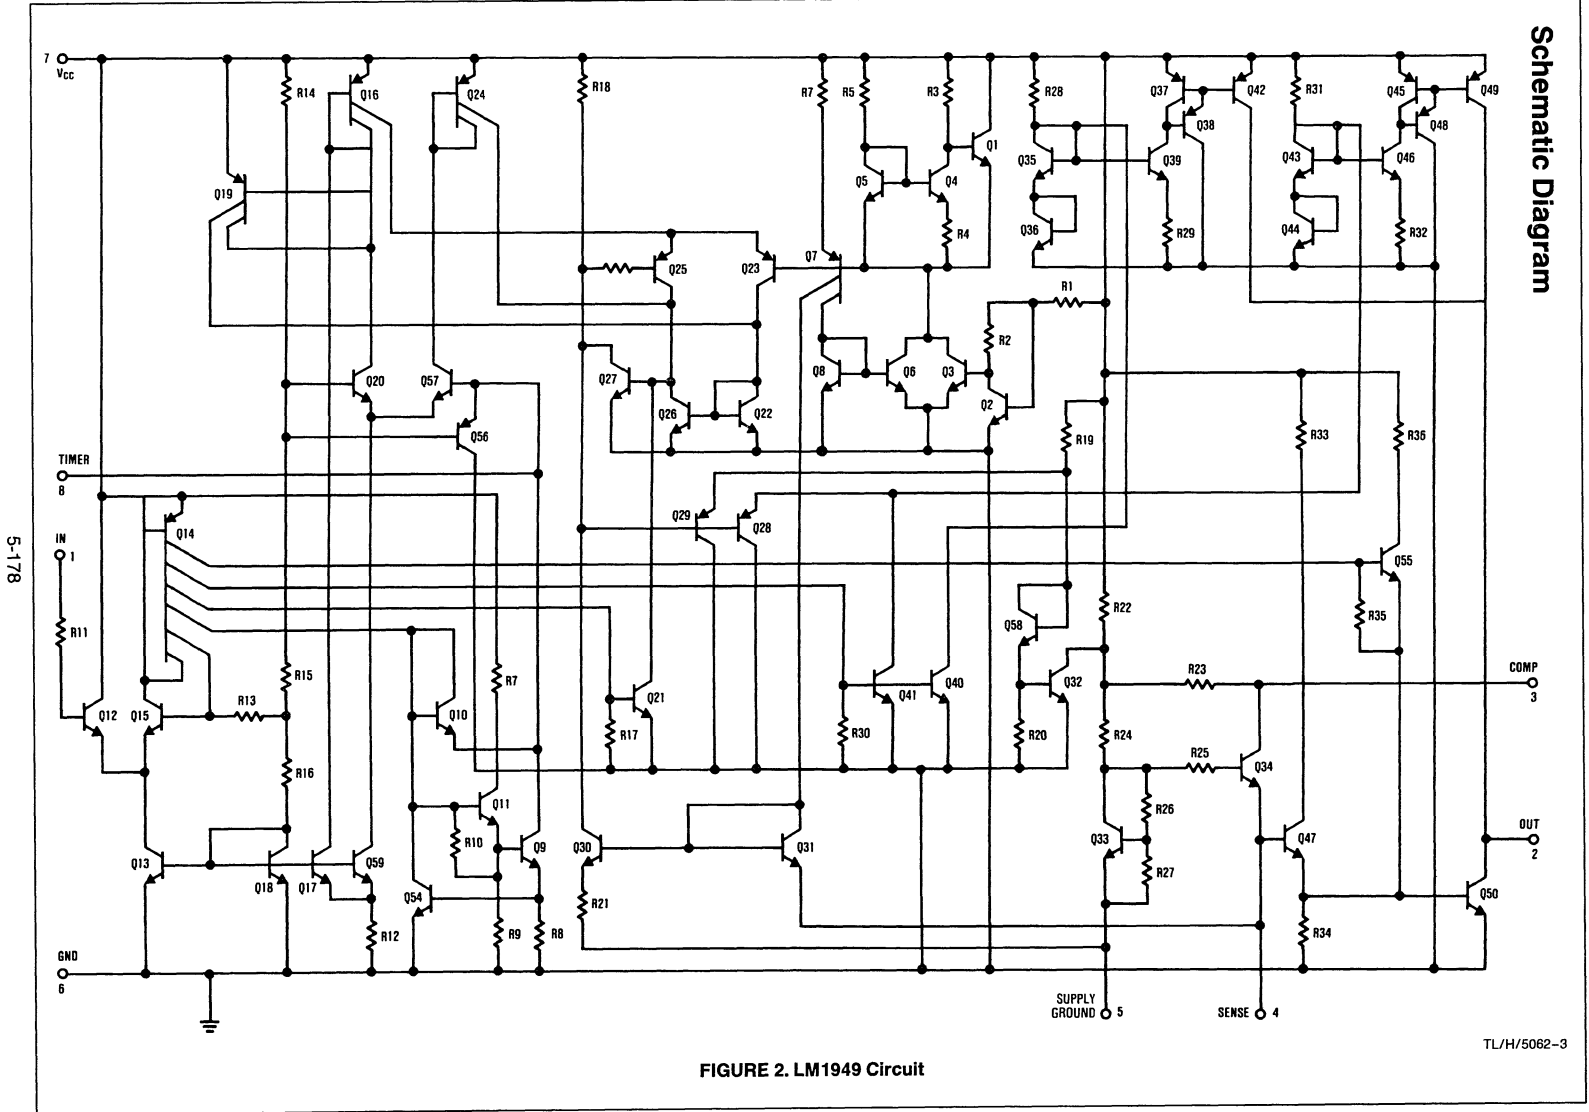 Schematic Diagram
7
VCC
R14
Q16
Q24
R18
R7
R5
R3
Q1
R28
Q37
Q38
Q42
R31
Q45
Q48
Q49
Q19
Q5
Q4
Q35
Q39
Q43
Q46
R4
Q36
R29
Q44
R32
Q25
Q23
Q7
R1
R2
Q20
Q57
Q27
Q8
Q6
Q3
Q26
Q22
Q2
Q56
R19
R33
R36
TIMER
8
Q29
Q28
Q14
IN
1
Q55
5-178
R11
R22
R35
Q58
R15
R7
Q21
Q41
Q40
Q32
R23
COMP
3
R13
Q12
Q15
Q10
R17
R30
R20
R24
R16
R25
Q34
Q11
R26
R10
Q13
Q59
Q9
Q30
Q31
Q33
Q47
OUT
2
Q18
Q17
Q54
R27
Q50
R21
R12
R9
R8
R34
GND
6
SUPPLY
GROUND
5
SENSE
4
TL/H/5062-3
FIGURE 2. LM1949 Circuit